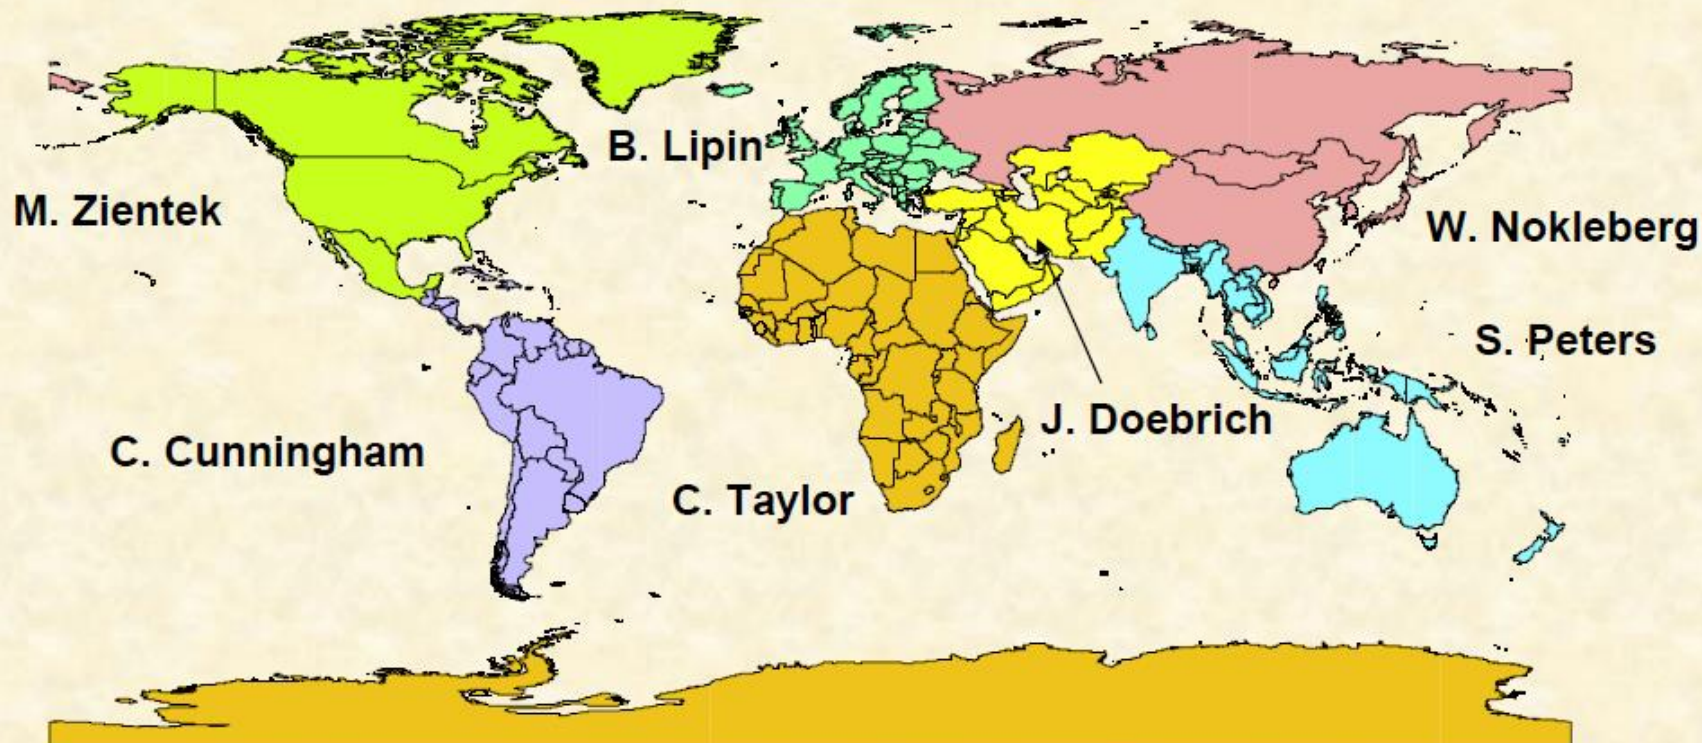 B. Lipin
M. Zientek
W. Nokleberg
S. Peters
J. Doebrich
C. Cunningham
C. Taylor